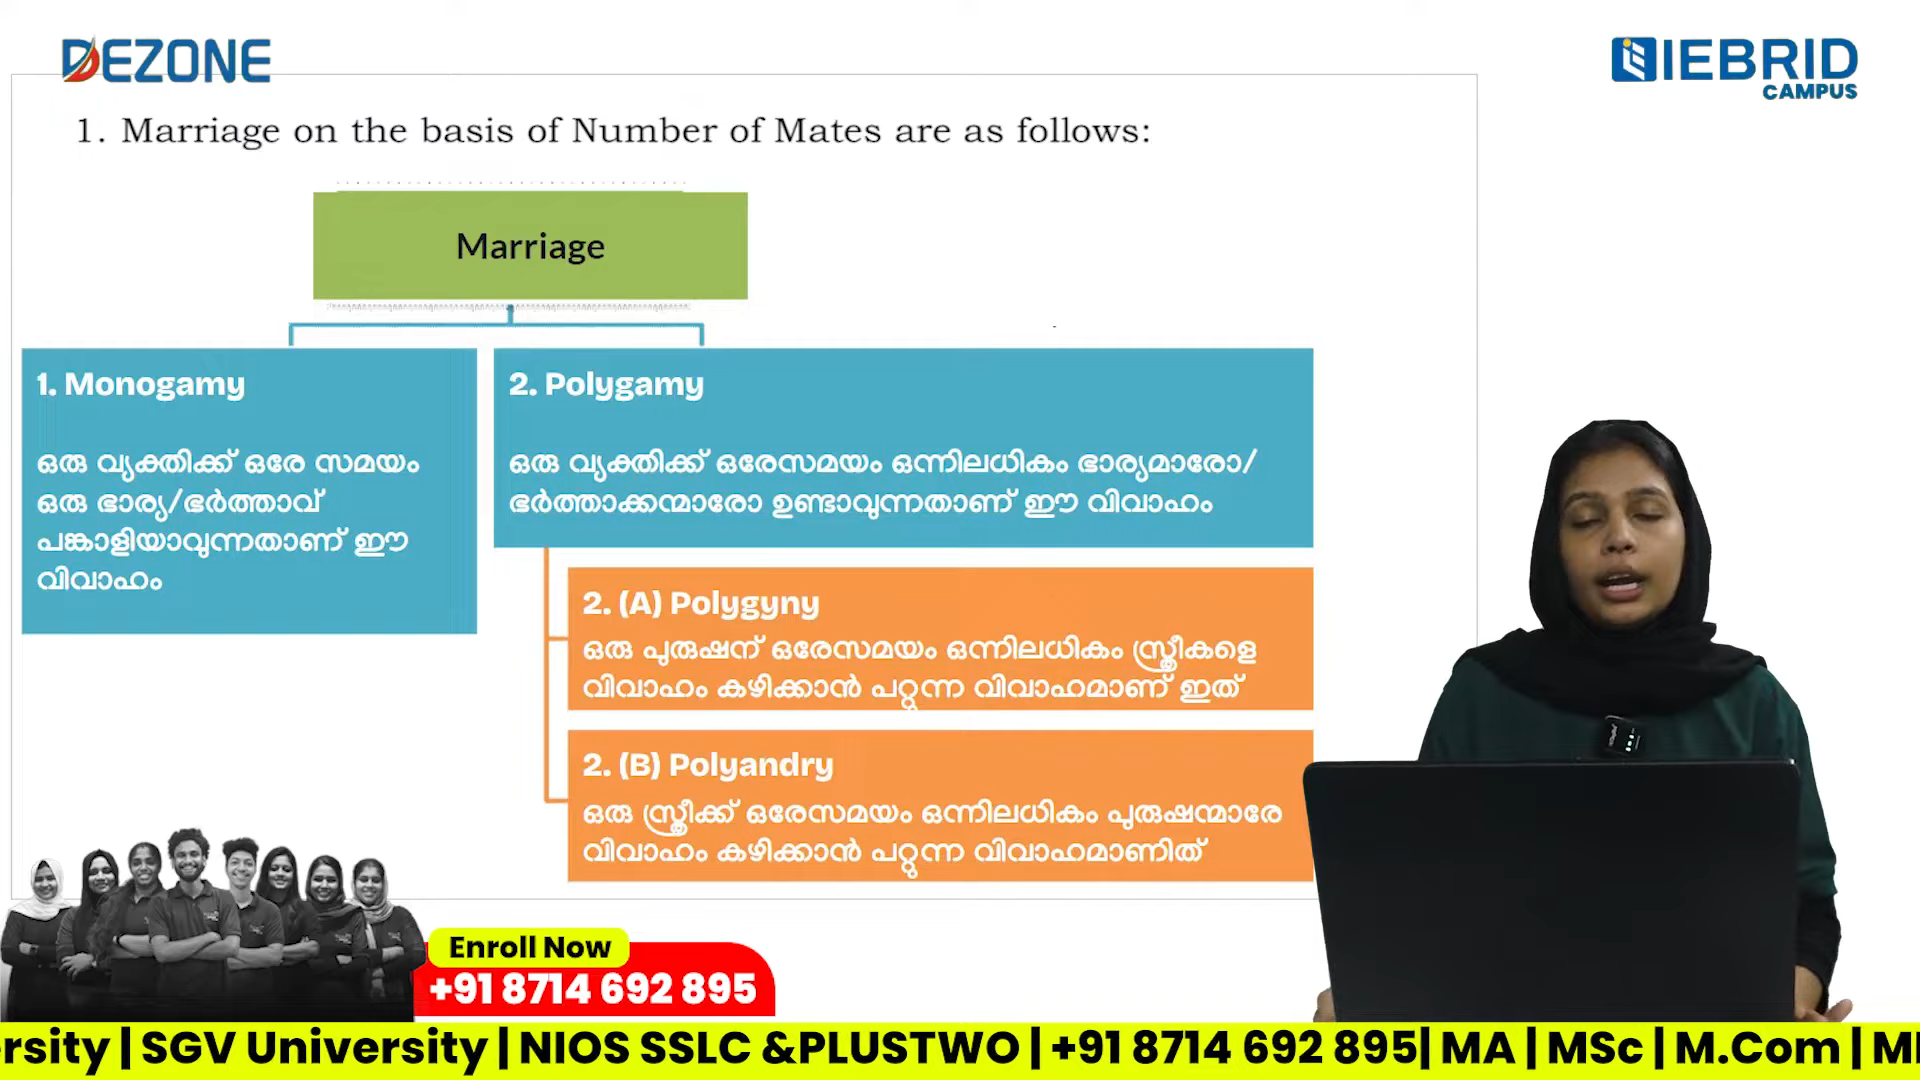 DEZONE
IEBRID
CAMPUS
1. Marriage on the basis of Number of Mates are as follows:
Marriage
1. Monogamy
ഒരു വ്യക്തിക്ക് ഒരേ സമയം
ഒരു ഭാര്യ/ഭർത്താവ്
പങ്കാളിയാവുന്നതാണ് ഈ
വിവാഹം
2. Polygamy
ഒരു വ്യക്തിക്ക് ഒരേസമയം ഒന്നിലധികം ഭാര്യമാരോ/
ഭർത്താക്കന്മാരോ ഉണ്ടാവുന്നതാണ് ഈ വിവാഹം
2. (A) Polygyny
ഒരു പുരുഷന് ഒരേസമയം ഒന്നിലധികം സ്ത്രീകളെ
വിവാഹം കഴിക്കാൻ പറ്റുന്ന വിവാഹമാണ് ഇത്
2. (B) Polyandry
ഒരു സ്ത്രീക്ക് ഒരേസമയം ഒന്നിലധികം പുരുഷന്മാരേ
വിവാഹം കഴിക്കാൻ പറ്റുന്ന വിവാഹമാണിത്
Enroll Now
+91 8714 692 895
ersity | SGV University | NIOS SSLC &PLUSTWO | +91 8714 692 895| MA | MSc | M.Com |